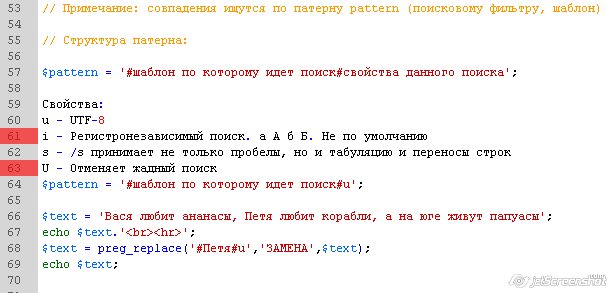 53 // Примечание: совпадения ищутся по патерну pattern (поисковому фильтру, шаблон)
54
55 // Структура патерна:
56
57 $pattern = '#шаблон по которому идет поиск#свойства данного поиска';
58
59 Свойства:
60 u - UTF-8
61 i - Регистронезависимый поиск. а А б Б. Не по умолчанию
62 s - /s принимает не только пробелы, но и табуляцию и переносы строк
63 U - Отменяет жадный поиск
64 $pattern = '#шаблон по которому идет поиск#u';
65
66 $text = 'Вася любит ананасы, Петя любит корабли, а на юге живут папуасы';
67 echo $text.'<br><hr>';
68 $text = preg_replace('#Петя#u','ЗАМЕНА',$text);
69 echo $text;
70
jetScreenshot